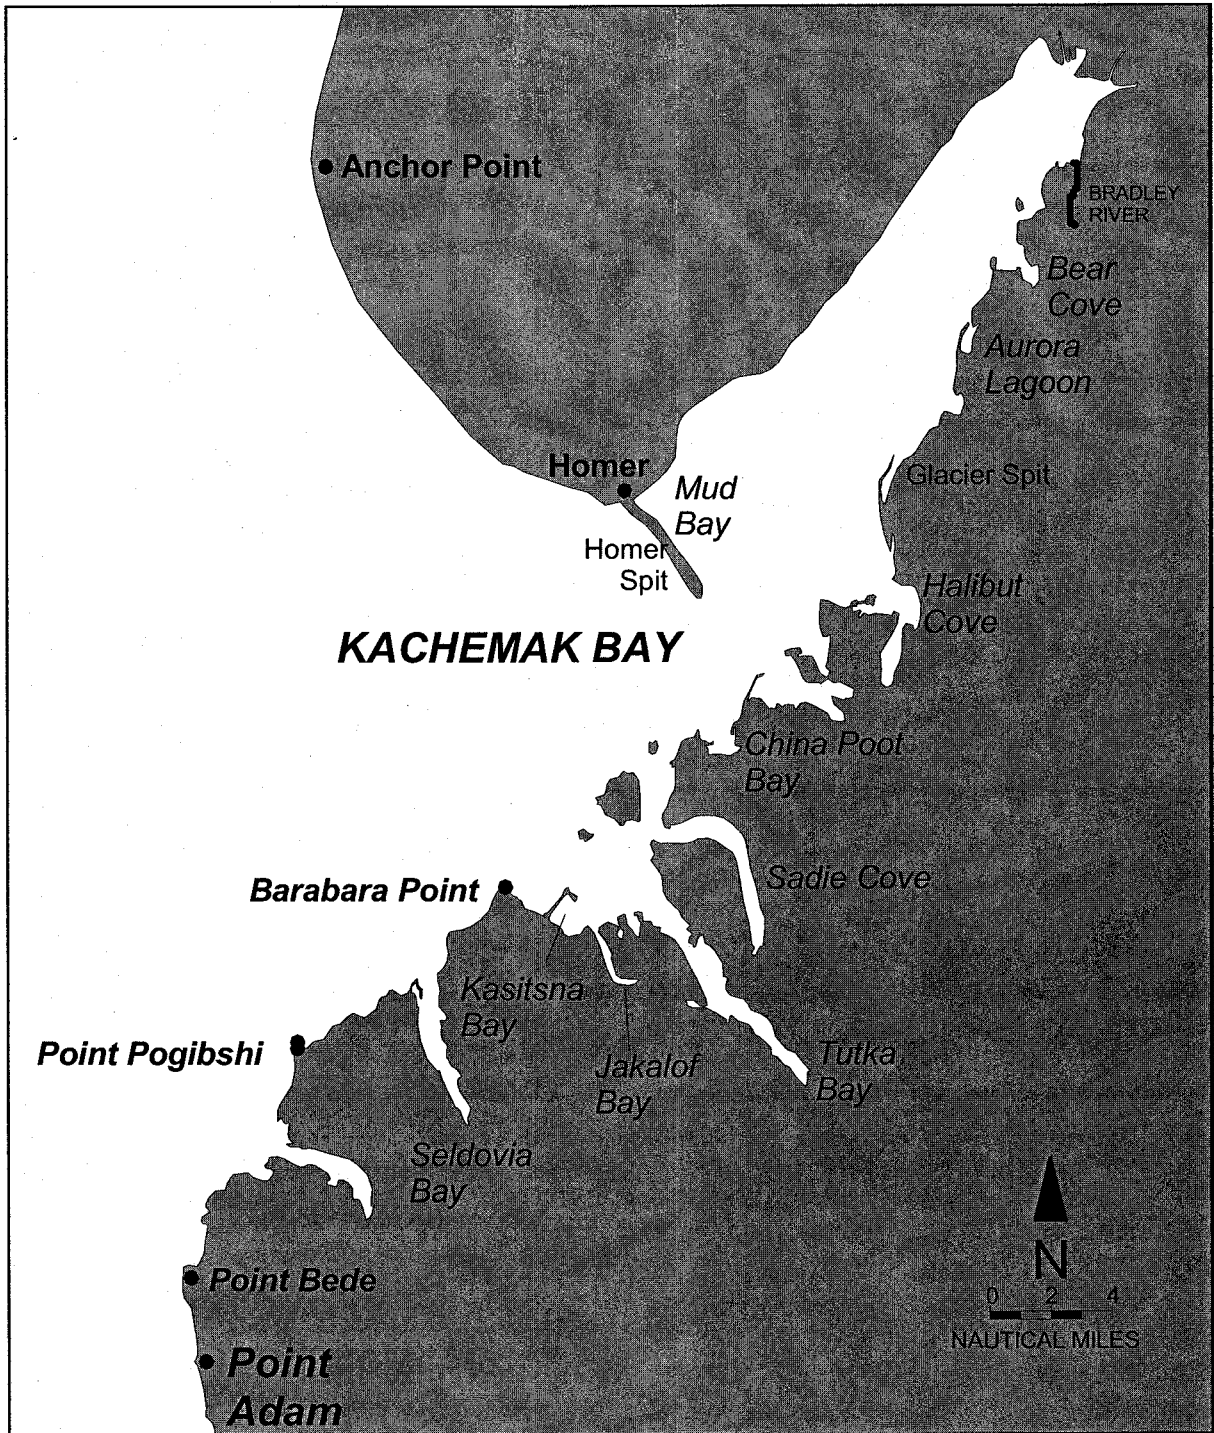 Anchor Point
BRADLEY
RIVER
Bear
Cove
Aurora
Lagoon
Homer
Mud
Bay
Glacier Spit
Homer
Spit
Halibut
Cove
KACHEMAK BAY
China Poot
Bay
Barabara Point
Sadie Cove
Kasitsna
Bay
Point Pogibshi
Jakalof
Bay
Tutka
Bay
Seldovia
Bay
Point Bede
N
0 2 4
NAUTICAL MILES
Point
Adam